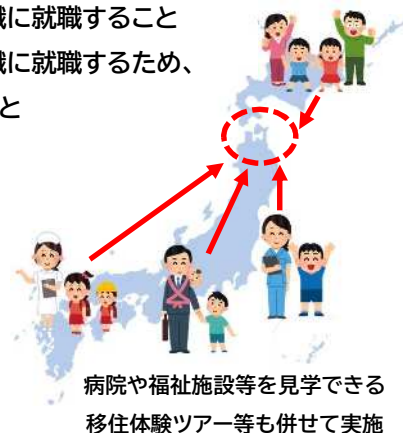 職に就職すること
職に就職するため、
と
病院や福祉施設等を見学できる
移住体験ツアー等も併せて実施